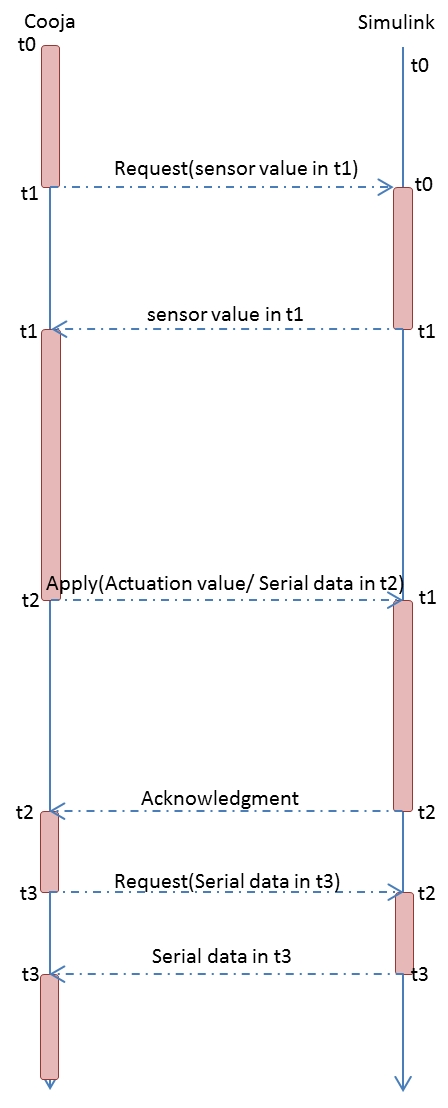 Cooja Simulink
t0
t0
Request(sensor value in t1)
t1 t0
sensor value in t1
t1 t1
Apply(Actuation value/ Serial data in t2)
t2 t1
Acknowledgment
t2 t2
Request(Serial data in t3)
t3 t2
Serial data in t3
t3 t3